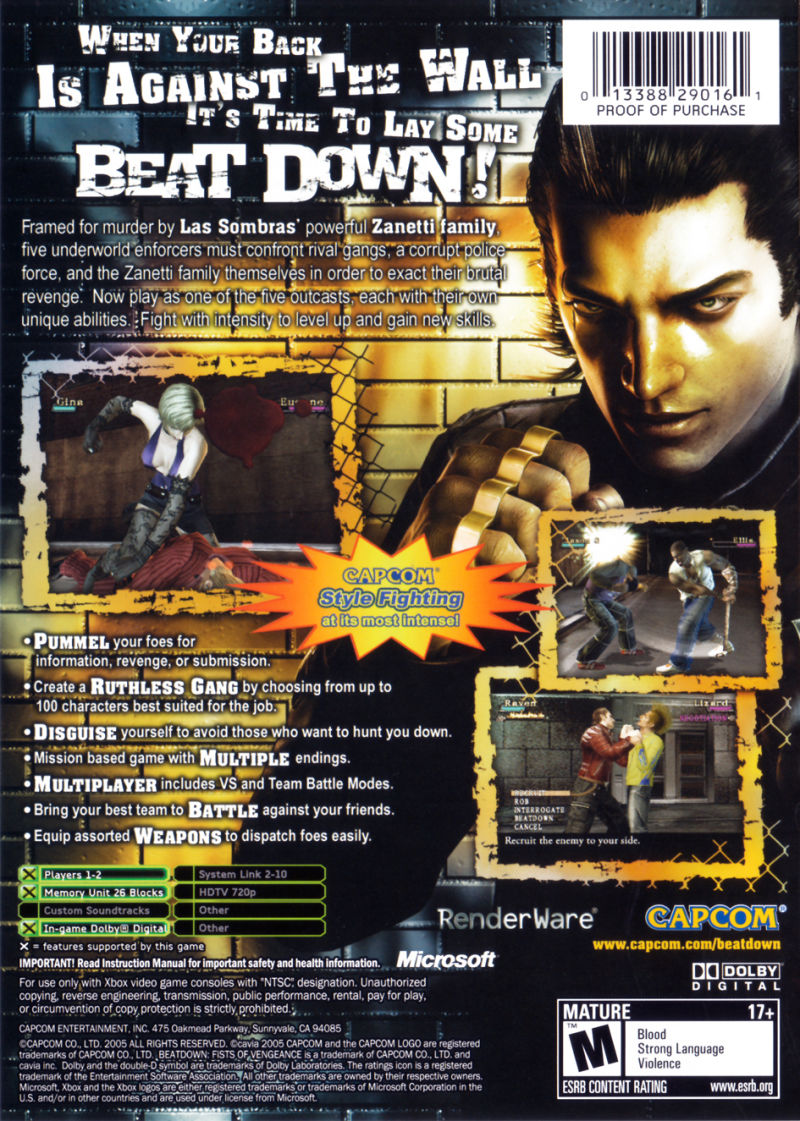 WHEN YOUR BACK
IS AGAINST THE WALL
IT'S TIME TO LAY SOME
BEAT DOWN!
0 13388 29016 1
PROOF OF PURCHASE
Framed for murder by Las Sombras' powerful Zanetti family,
five underworld enforcers must confront rival gangs, a corrupt police
force, and the Zanetti family themselves in order to exact their brutal
revenge. Now play as one of the five outcasts, each with their own
unique abilities. Fight with intensity to level up and gain new skills.
Gina
Eugene
CAPCOM®
Style Fighting
at its most intense!
Jason G
Ellis
Raven
Lizard
NEGOTIATION
RECRUIT
ROB
INTERROGATE
BEATDOWN
CANCEL
Recruit the enemy to your side.
• PUMMEL your foes for
information, revenge, or submission.
• Create a RUTHLESS GANG by choosing from up to
100 characters best suited for the job.
• DISGUISE yourself to avoid those who want to hunt you down.
• Mission based game with MULTIPLE endings.
• MULTIPLAYER includes VS and Team Battle Modes.
• Bring your best team to BATTLE against your friends.
• Equip assorted WEAPONS to dispatch foes easily.
X Players 1-2
System Link 2-10
X Memory Unit 26 Blocks
HDTV 720p
Custom Soundtracks
Other
X In-game Dolby® Digital
Other
X = features supported by this game
RenderWare®
CAPCOM®
www.capcom.com/beatdown
IMPORTANT! Read Instruction Manual for important safety and health information.
Microsoft®
For use only with Xbox video game consoles with "NTSC" designation. Unauthorized
copying, reverse engineering, transmission, public performance, rental, pay for play,
or circumvention of copy protection is strictly prohibited.
DOLBY
DIGITAL
CAPCOM ENTERTAINMENT, INC. 475 Oakmead Parkway, Sunnyvale, CA 94085
©CAPCOM CO., LTD. 2005 ALL RIGHTS RESERVED. ©cavia 2005 CAPCOM and the CAPCOM LOGO are registered
trademarks of CAPCOM CO., LTD. BEATDOWN: FISTS OF VENGEANCE is a trademark of CAPCOM CO., LTD. and
cavia inc. Dolby and the double-D symbol are trademarks of Dolby Laboratories. The ratings icon is a registered
trademark of the Entertainment Software Association. All other trademarks are owned by their respective owners.
Microsoft, Xbox and the Xbox logos are either registered trademarks or trademarks of Microsoft Corporation in the
U.S. and/or in other countries and are used under license from Microsoft.
MATURE 17+
M
TM
Blood
Strong Language
Violence
ESRB CONTENT RATING www.esrb.org